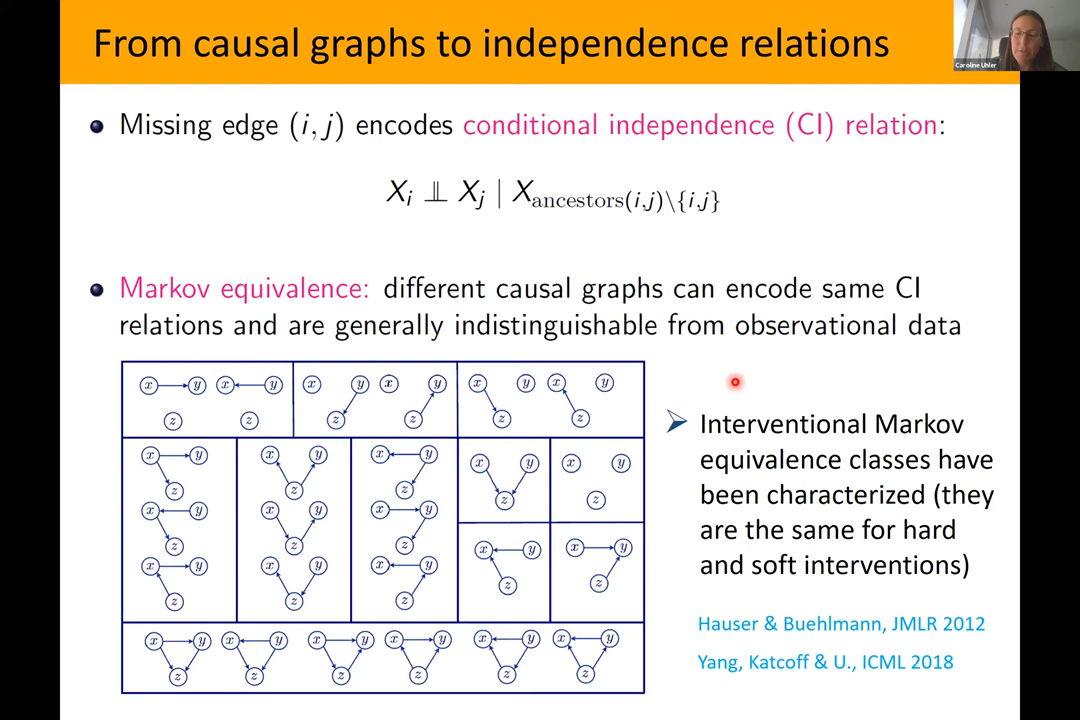 From causal graphs to independence relations
Caroline Uhler
Missing edge (i, j) encodes conditional independence (CI) relation:
X_i ⫫ X_j | X_ancestors(i,j)\{i,j}
Markov equivalence: different causal graphs can encode same CI
relations and are generally indistinguishable from observational data
x y x y x y x y x y x y
z z z z z z
x y x y x y x y x y
z z z z z
x y x y x y
z z z
x y x y
z z
x y x y x y
z z z
x y x y x y x y x y x y
z z z z z z
Interventional Markov
equivalence classes have
been characterized (they
are the same for hard
and soft interventions)
Hauser & Buehlmann, JMLR 2012
Yang, Katcoff & U., ICML 2018